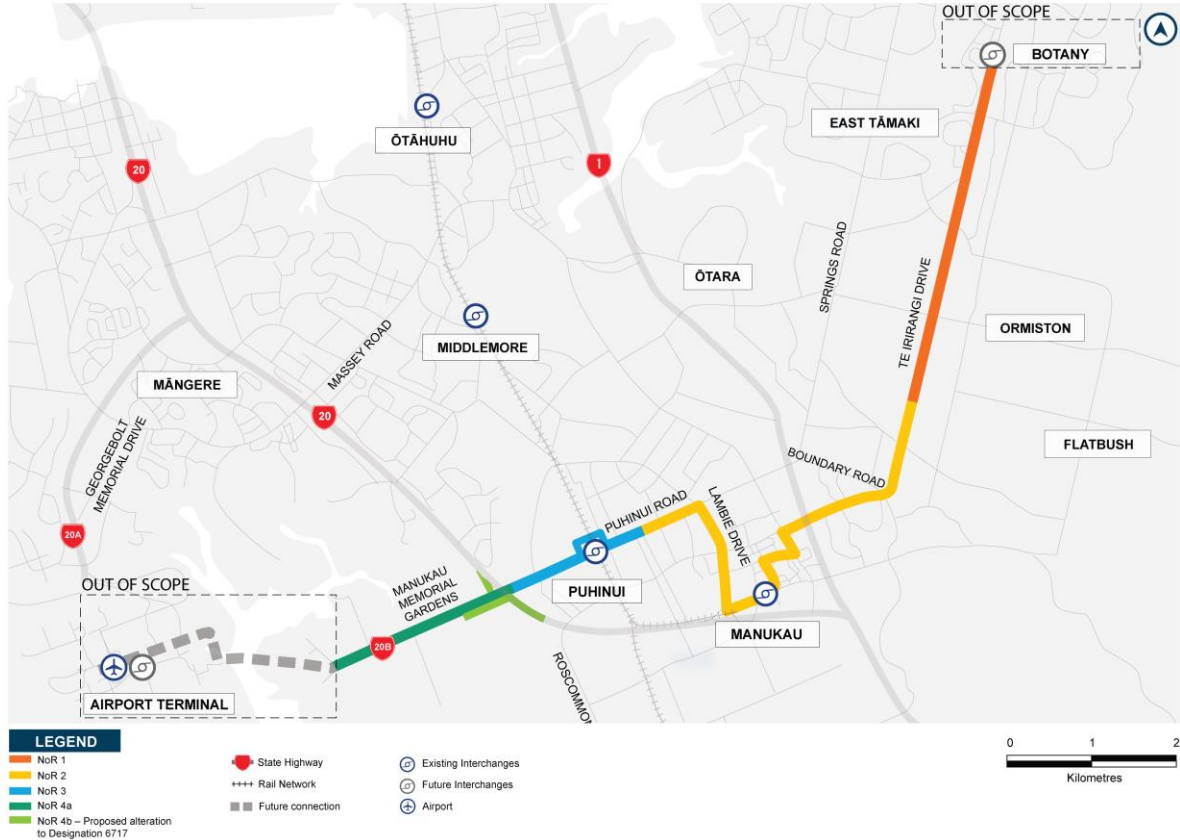 OUT OF SCOPE
BOTANY
ŌTĀHUHU
EAST TĀMAKI
20
1
SPRINGS ROAD
ŌTARA
TE IRIRANGI DRIVE
ORMISTON
MIDDLEMORE
MASSEY ROAD
MĀNGERE
20
GEORGEBOLT
MEMORIAL DRIVE
FLATBUSH
BOUNDARY ROAD
PUHINUI ROAD
LAMBIE DRIVE
20A
OUT OF SCOPE
MANUKAU
MEMORIAL
GARDENS
PUHINUI
MANUKAU
20B
ROSCOMMON
AIRPORT TERMINAL
LEGEND
NoR 1
NoR 2
NoR 3
NoR 4a
NoR 4b – Proposed alteration
to Designation 6717
State Highway
Rail Network
Future connection
Existing Interchanges
Future Interchanges
Airport
0 1 2
Kilometres